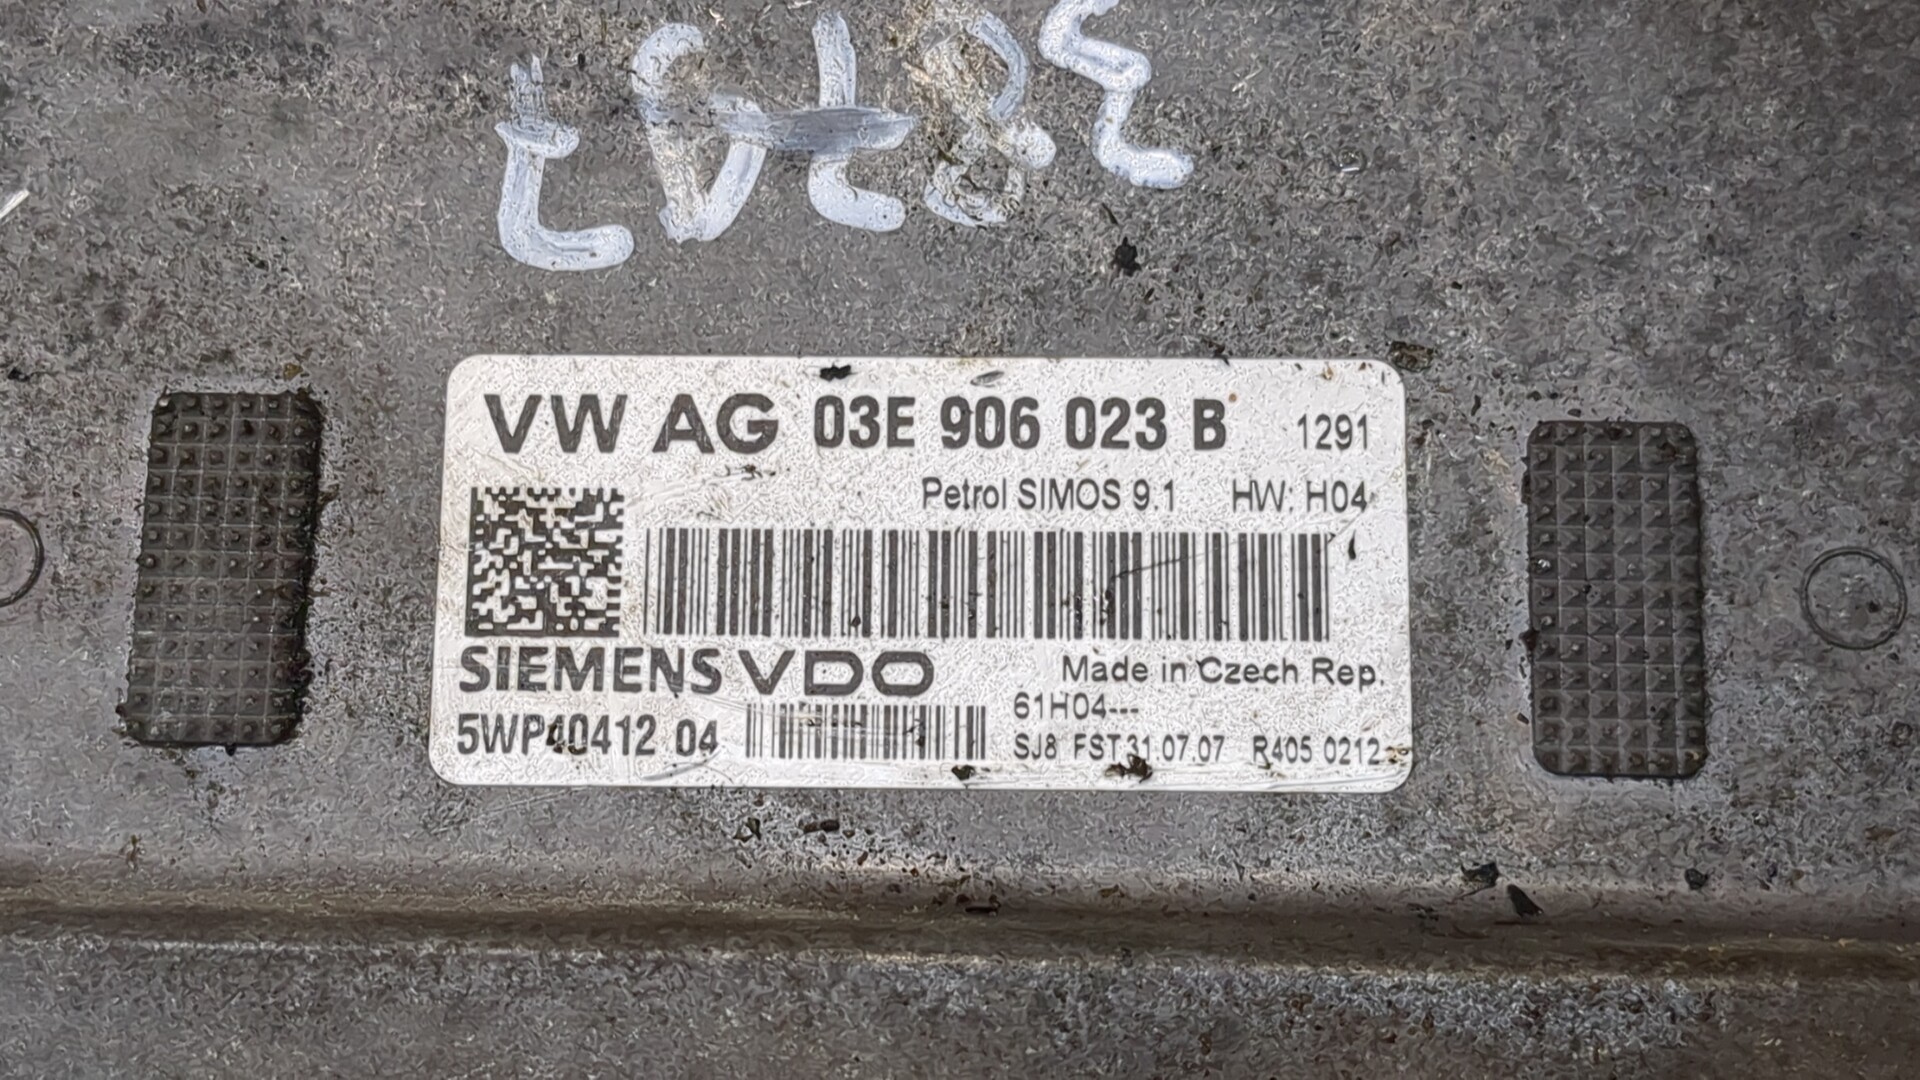 VW AG 03E 906 023 B 1291
Petrol SIMOS 9.1 HW: H04
SIEMENS VDO Made in Czech Rep.
61H04---
5WP40412 04 SJ8 FST 31.07.07 R405 0212